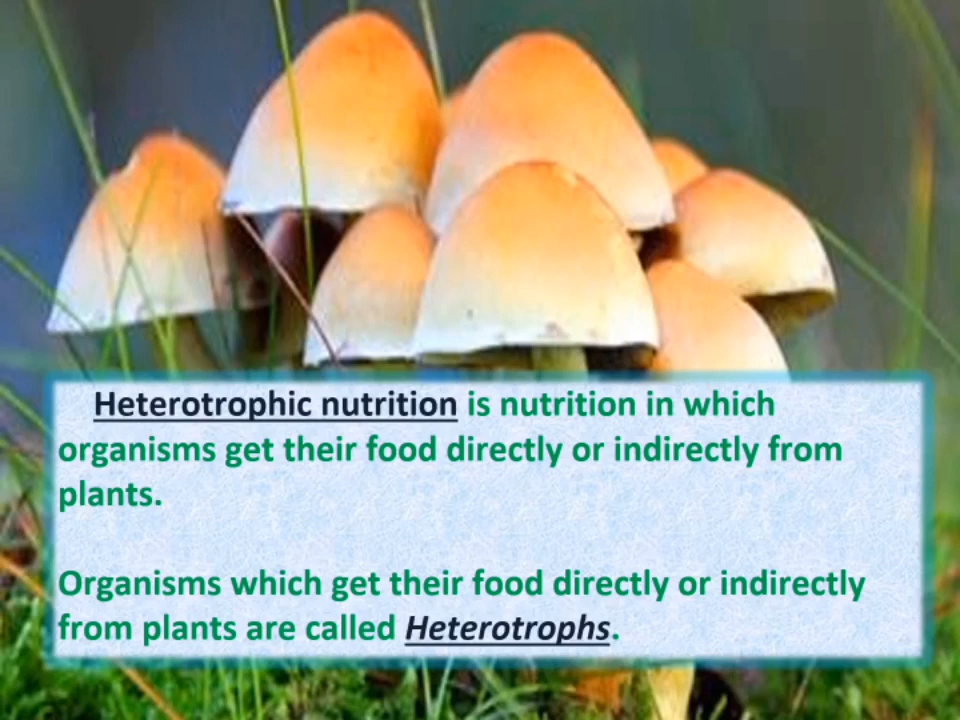 Heterotrophic nutrition is nutrition in which
organisms get their food directly or indirectly from
plants.
Organisms which get their food directly or indirectly
from plants are called Heterotrophs.